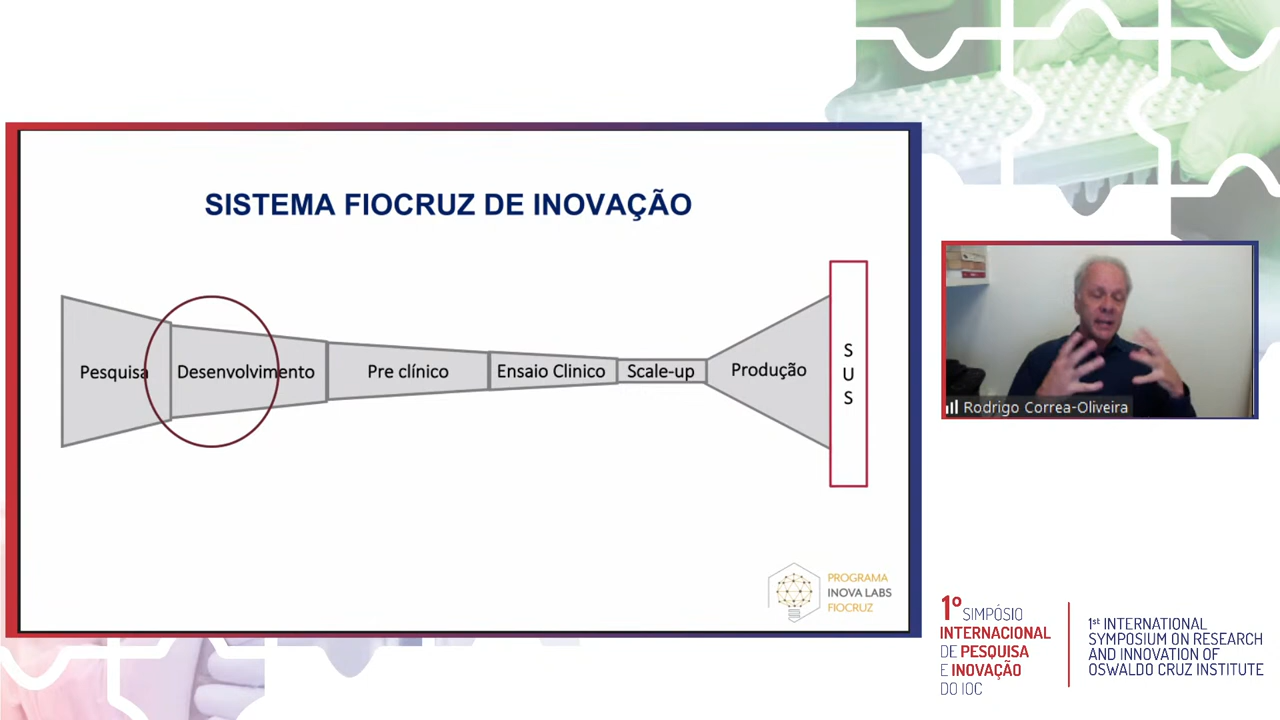 SISTEMA FIOCRUZ DE INOVAÇÃO
Pesquisa
Desenvolvimento
Pre clínico
Ensaio Clinico
Scale-up
Produção
S
U
S
PROGRAMA
INOVA LABS
FIOCRUZ
Rodrigo Correa-Oliveira
1º SIMPÓSIO
INTERNACIONAL
DE PESQUISA
E INOVAÇÃO
DO IOC
1st INTERNATIONAL
SYMPOSIUM ON RESEARCH
AND INNOVATION OF
OSWALDO CRUZ INSTITUTE